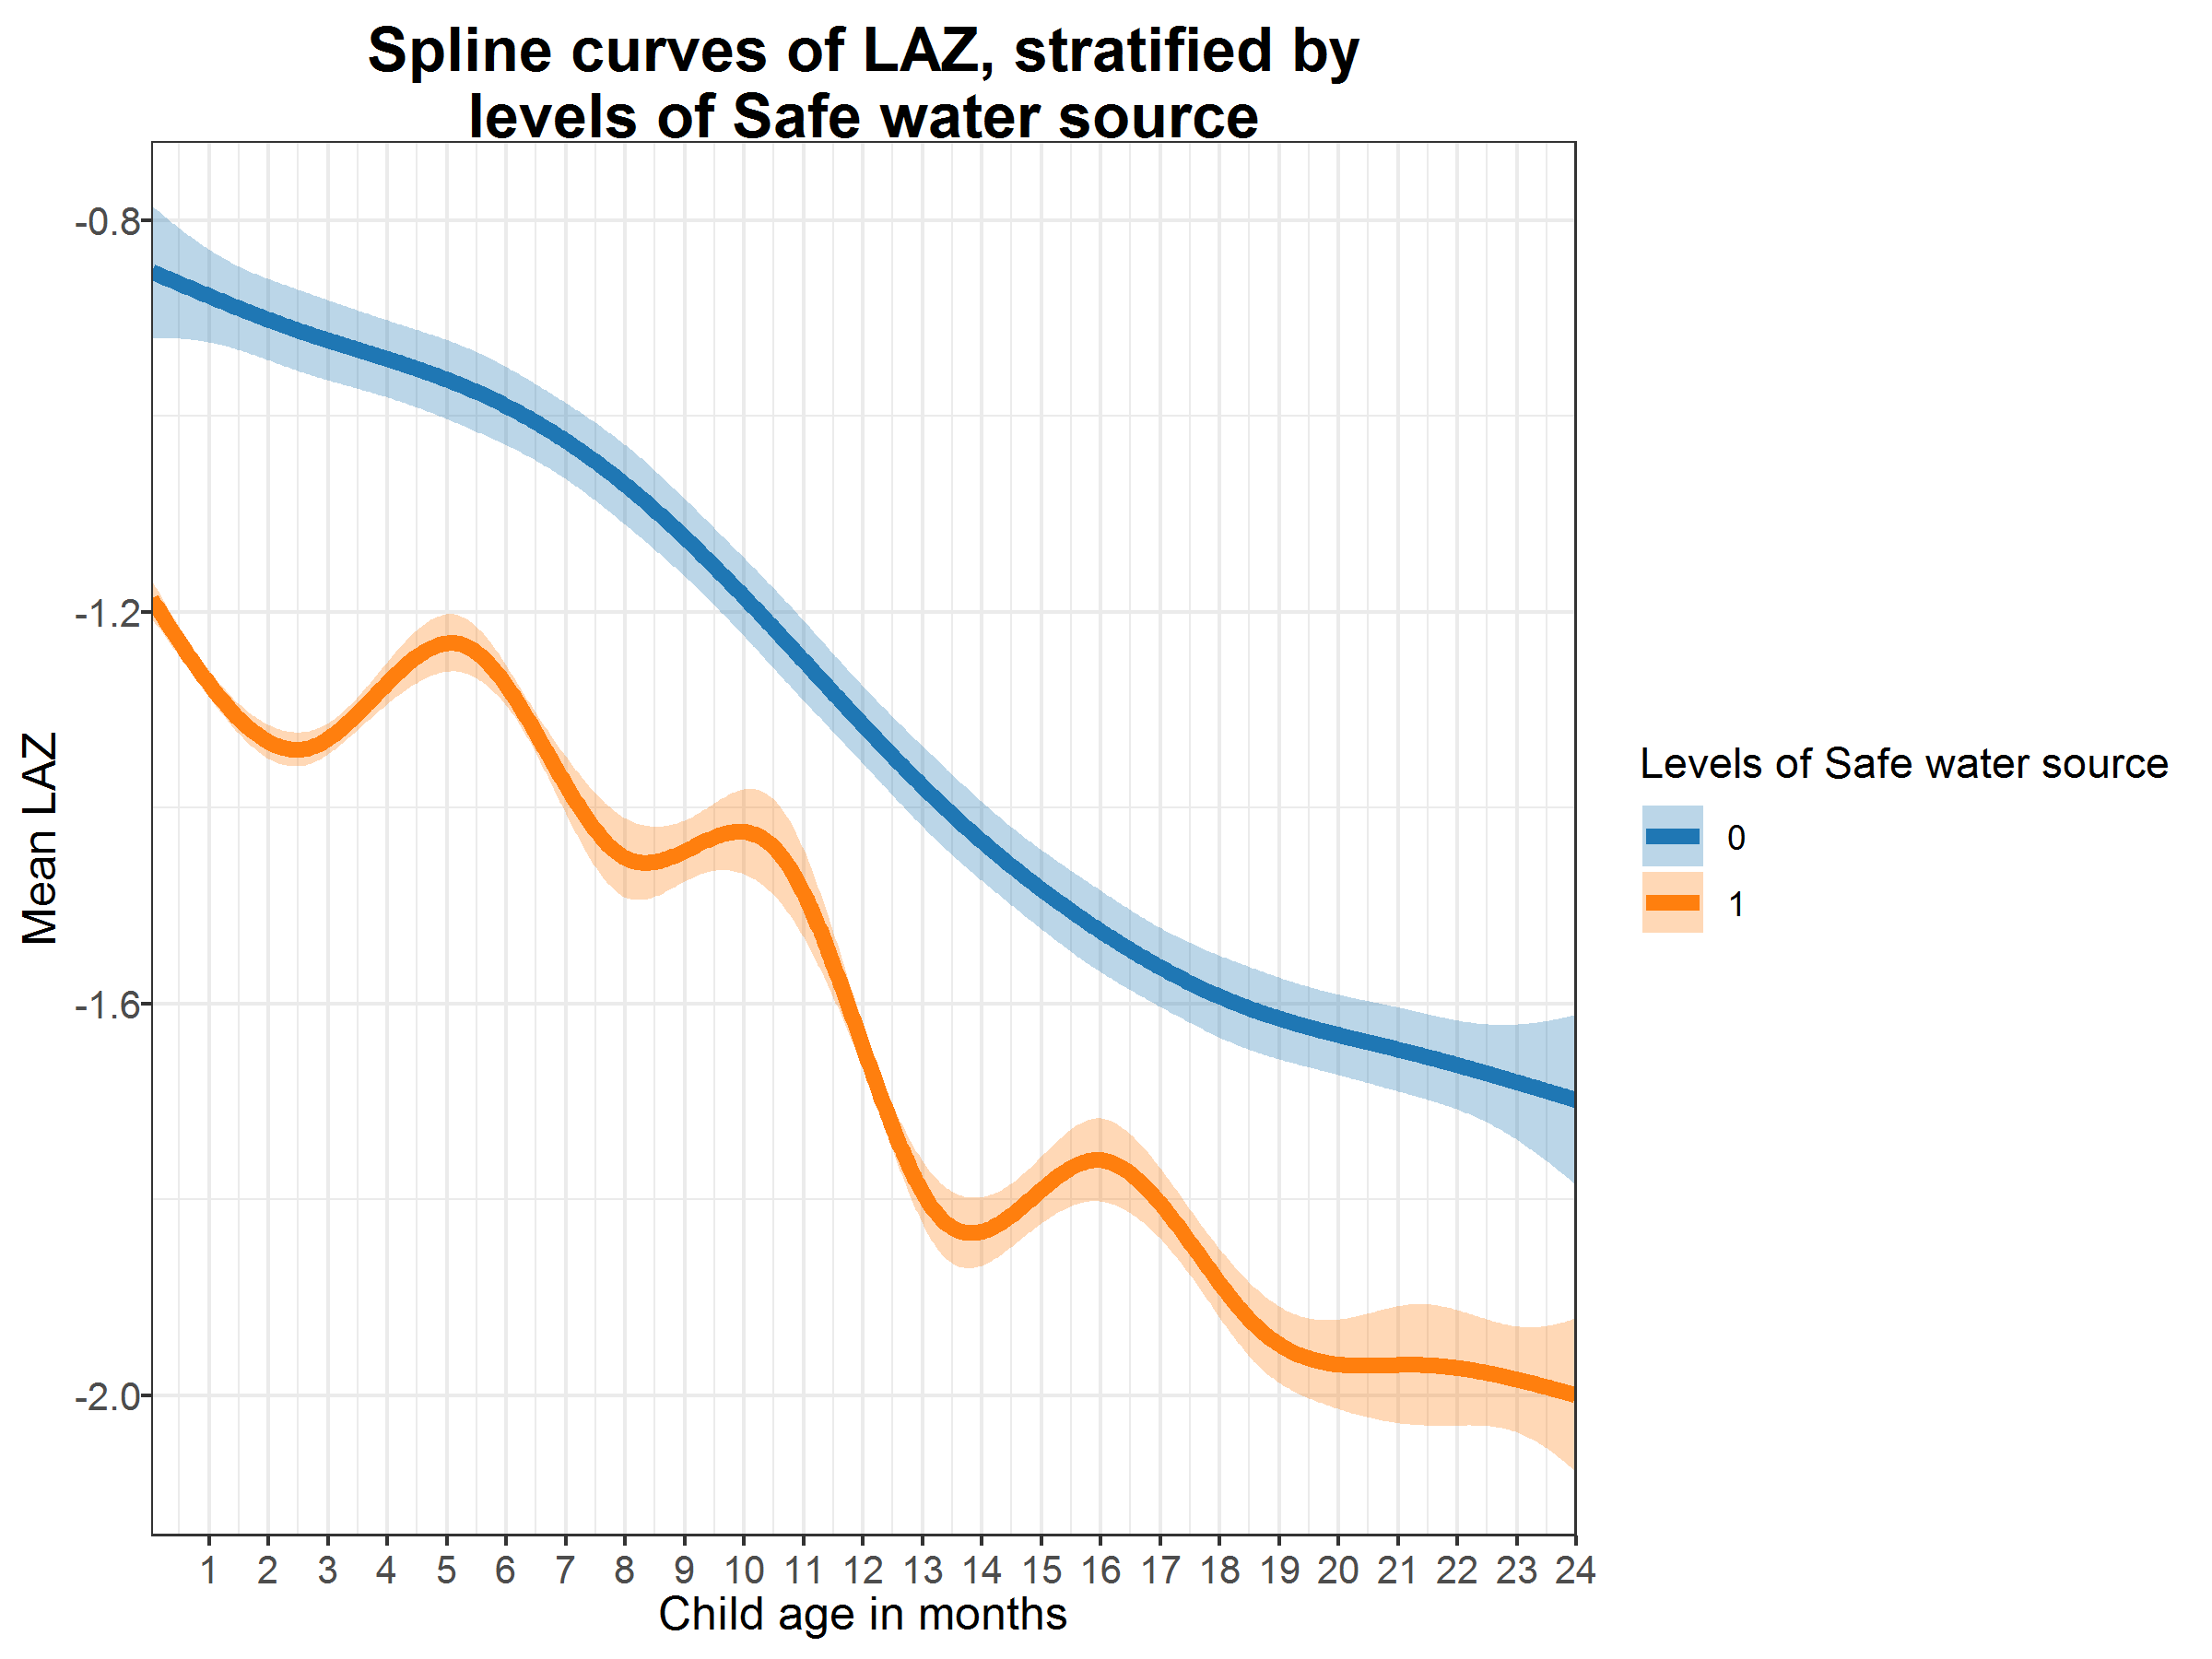 Spline curves of LAZ, stratified by
levels of Safe water source
-0.8
-1.2
-1.6
-2.0
Mean LAZ
1 2 3 4 5 6 7 8 9 10 11 12 13 14 15 16 17 18 19 20 21 22 23 24
Child age in months
Levels of Safe water source
0
1